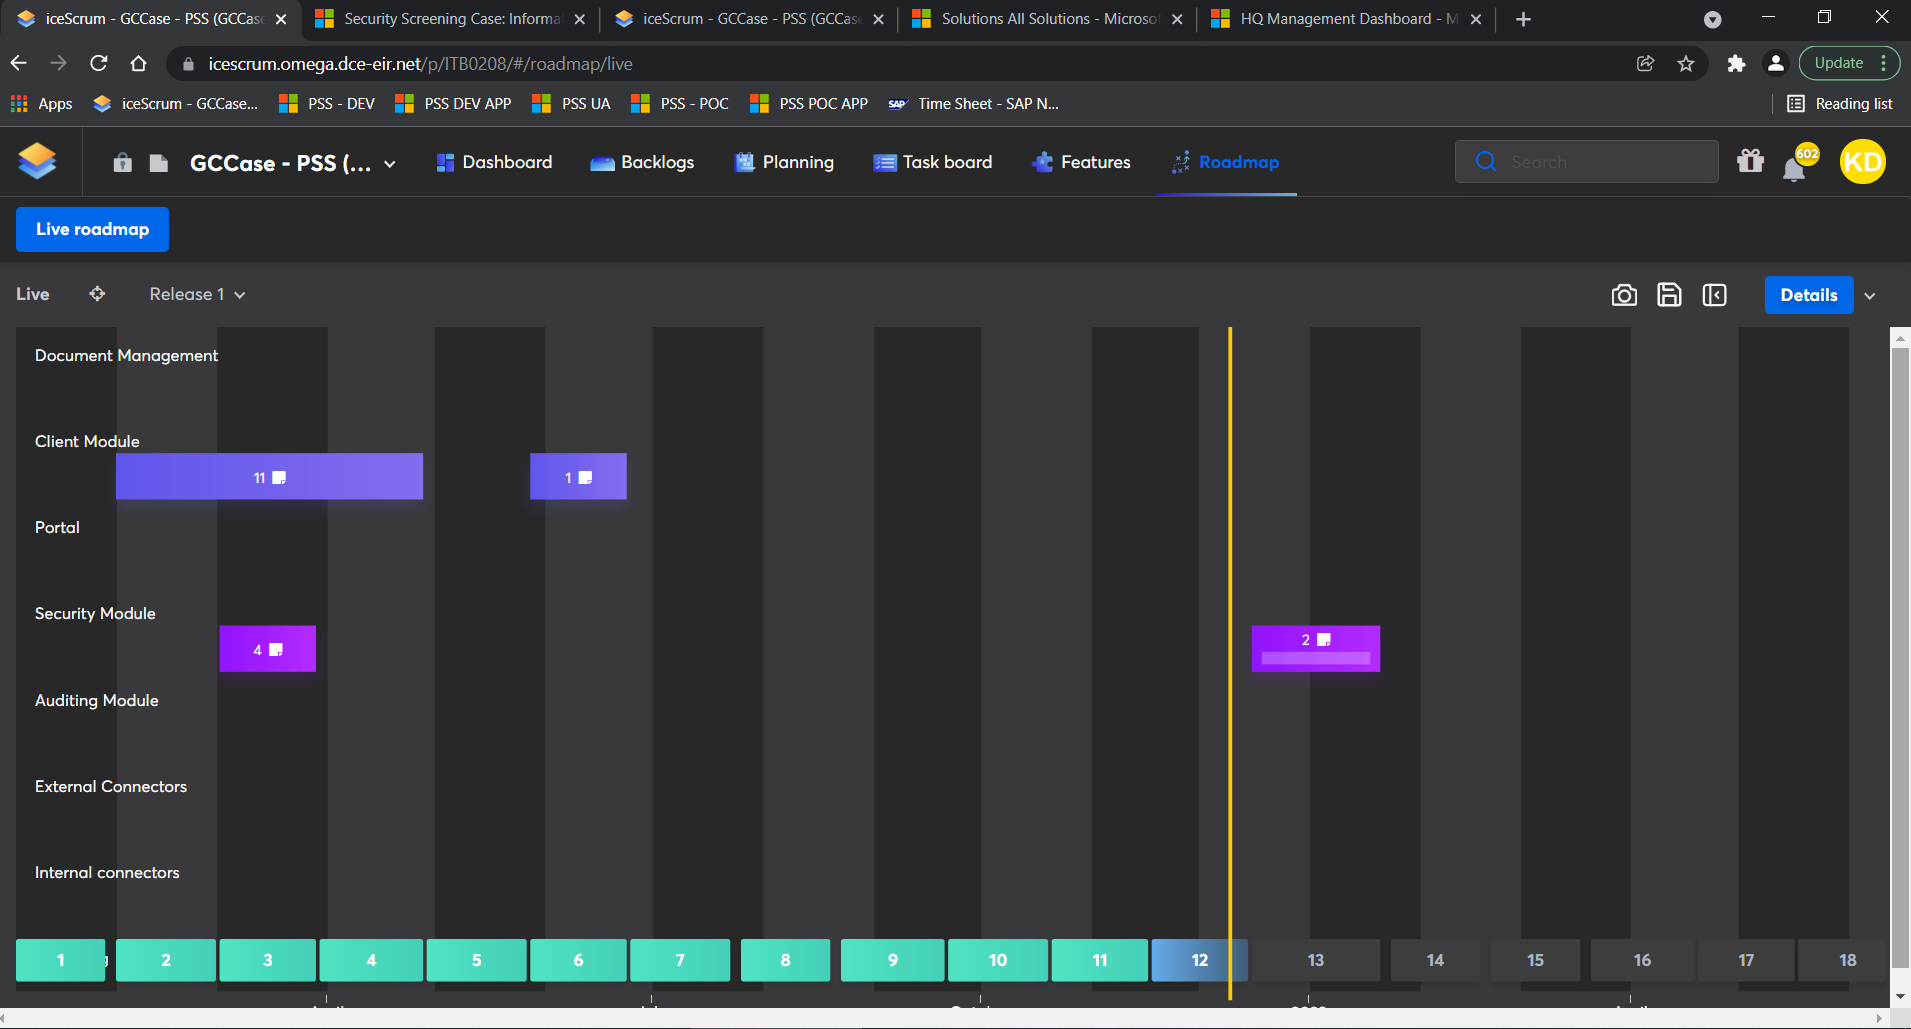 iceScrum - GCCase - PSS (GCCase
Security Screening Case: Informat
iceScrum - GCCase - PSS (GCCase
Solutions All Solutions - Microsof
HQ Management Dashboard - M
icescrum.omega.dce-eir.net/p/ITB0208/#/roadmap/live
Update
Apps
iceScrum - GCCase...
PSS - DEV
PSS DEV APP
PSS UA
PSS - POC
PSS POC APP
SAP
Time Sheet - SAP N...
Reading list
GCCase - PSS (...
Dashboard
Backlogs
Planning
Task board
Features
Roadmap
Search
602
KD
Live roadmap
Live
Release 1
Details
Document Management
Client Module
11
1
Portal
Security Module
4
2
Auditing Module
External Connectors
Internal connectors
1 2 3 4 5 6 7 8 9 10 11 12 13 14 15 16 17 18